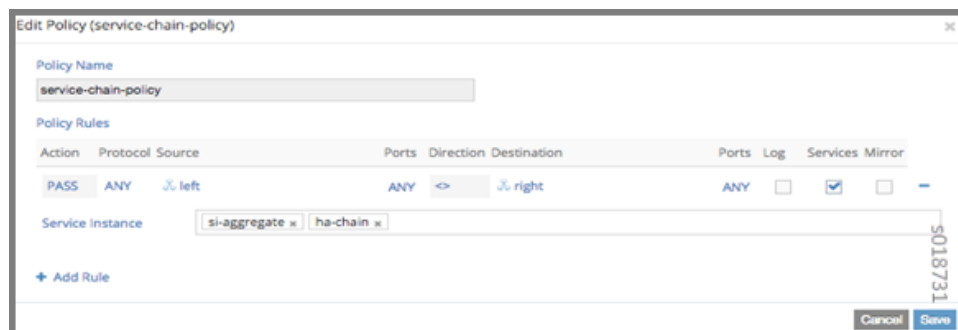 Edit Policy (service-chain-policy)
Policy Name
service-chain-policy
Policy Rules
Action Protocol Source Ports Direction Destination Ports Log Services Mirror
PASS ANY left ANY <> right ANY
Service Instance si-aggregate x ha-chain x
+ Add Rule
s018731
Cancel Save